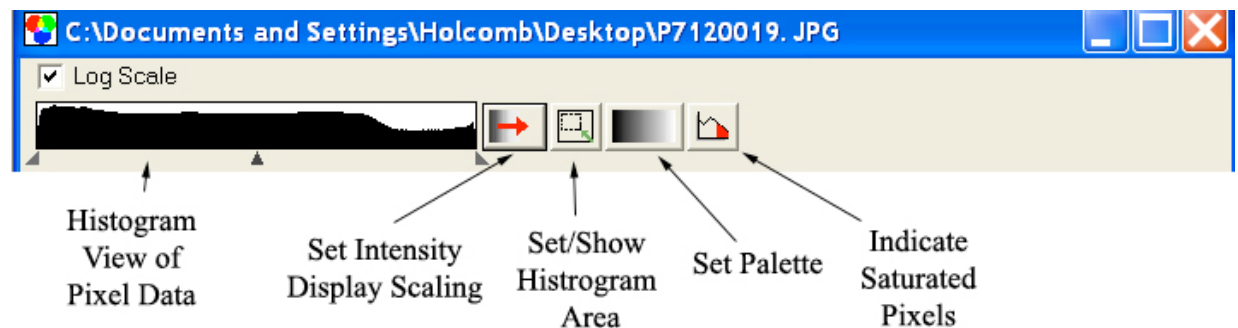 C:\Documents and Settings\Holcomb\Desktop\P7120019. JPG
Log Scale
Histogram
View of
Pixel Data
Set Intensity
Display Scaling
Set/Show
Histrogram
Area
Set Palette
Indicate
Saturated
Pixels